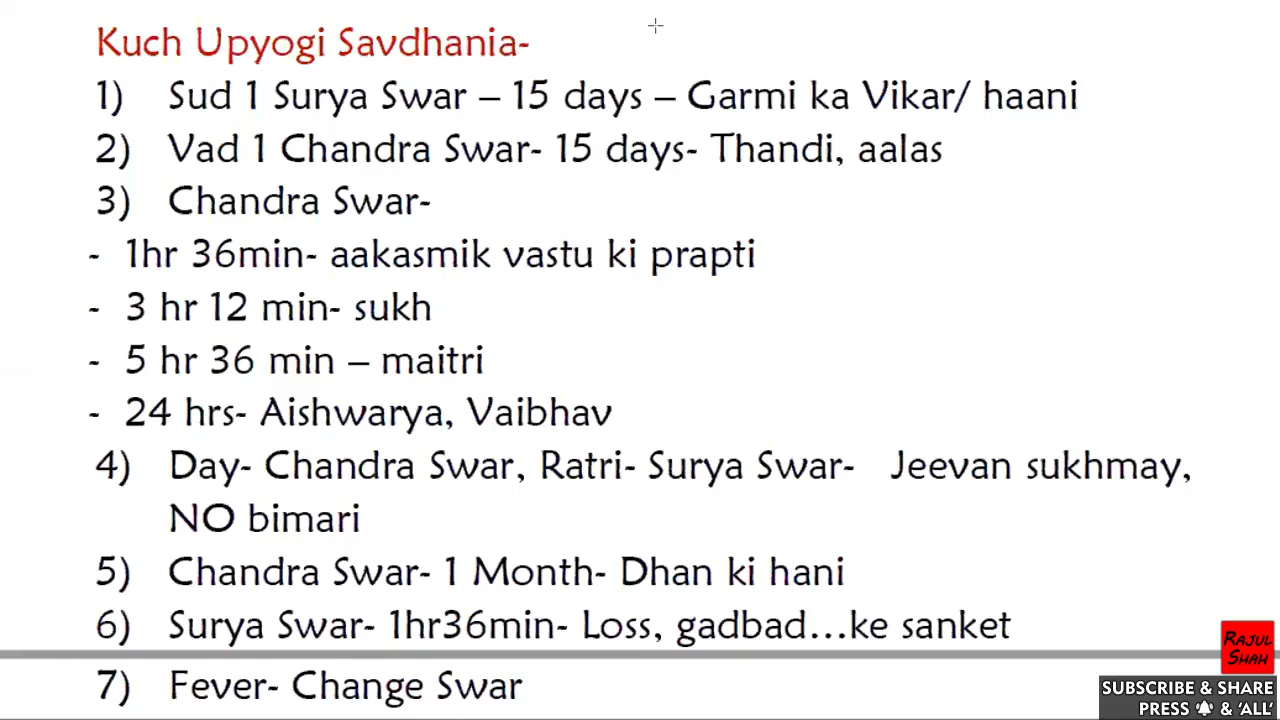 Kuch Upyogi Savdhania-
1) Sud 1 Surya Swar – 15 days – Garmi ka Vikar/ haani
2) Vad 1 Chandra Swar- 15 days- Thandi, aalas
3) Chandra Swar-
- 1hr 36min- aakasmik vastu ki prapti
- 3 hr 12 min- sukh
- 5 hr 36 min – maitri
- 24 hrs- Aishwarya, Vaibhav
4) Day- Chandra Swar, Ratri- Surya Swar- Jeevan sukhmay,
NO bimari
5) Chandra Swar- 1 Month- Dhan ki hani
6) Surya Swar- 1hr36min- Loss, gadbad...ke sanket
7) Fever- Change Swar
RAJUL
SHAH
SUBSCRIBE & SHARE
PRESS & 'ALL'